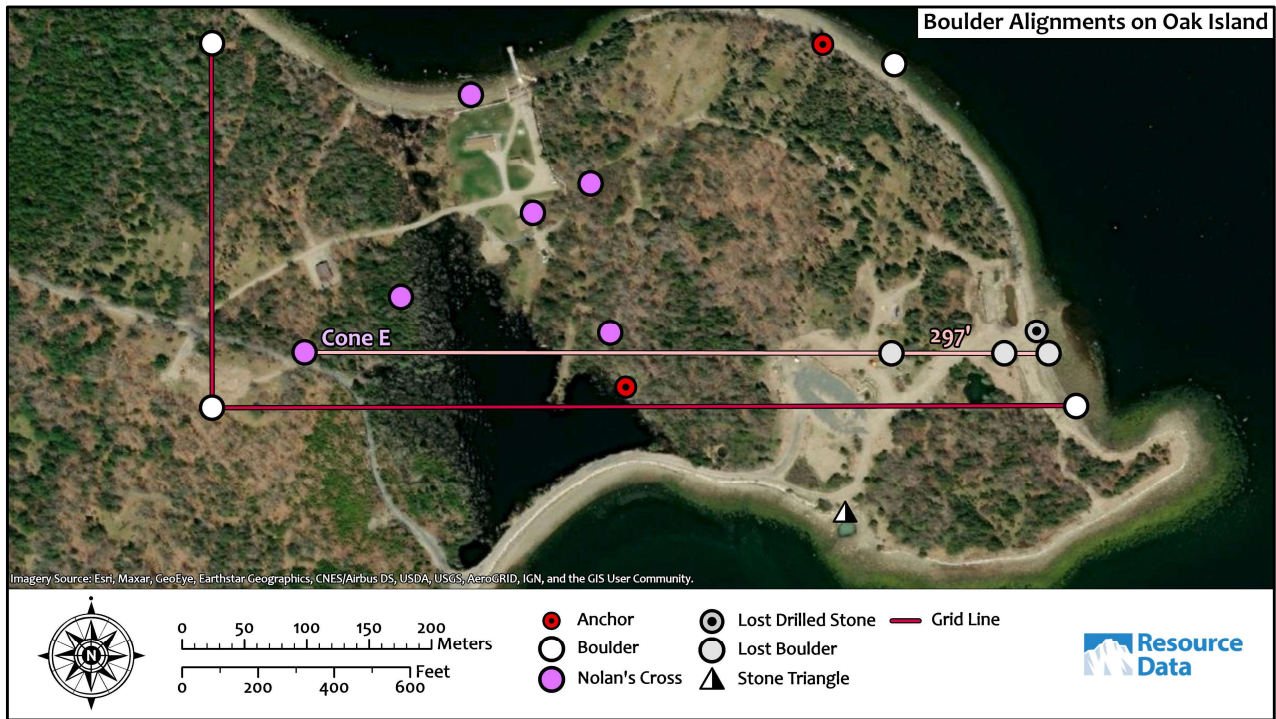 Boulder Alignments on Oak Island
Cone E
297'
Imagery Source: Esri, Maxar, GeoEye, Earthstar Geographics, CNES/Airbus DS, USDA, USGS, AeroGRID, IGN, and the GIS User Community.
N
0 50 100 150 200 Meters
Feet
0 200 400 600
Anchor
Boulder
Nolan's Cross
Lost Drilled Stone
Lost Boulder
Stone Triangle
Grid Line
Resource
Data